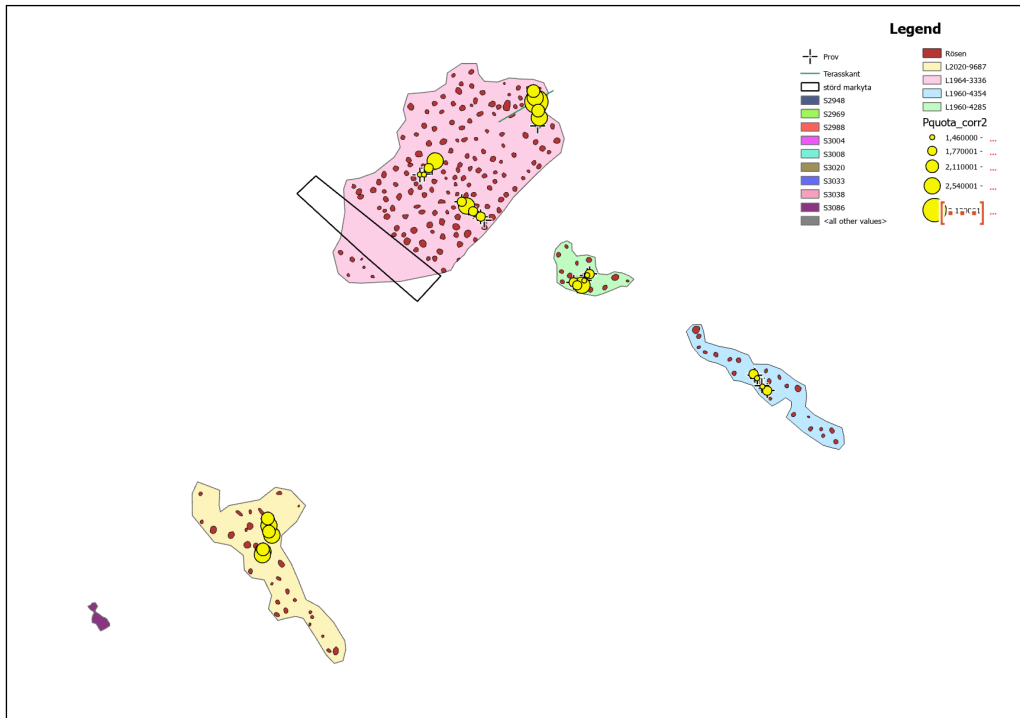 Legend
Prov
Terasskant
störd markyta
S2948
S2969
S2988
S3004
S3008
S3020
S3033
S3038
S3086
<all other values>
Rösen
L2020-9687
L1964-3336
L1960-4354
L1960-4285
Pquota_corr2
1,460000 - ...
1,770001 - ...
2,110001 - ...
2,540001 - ...
...